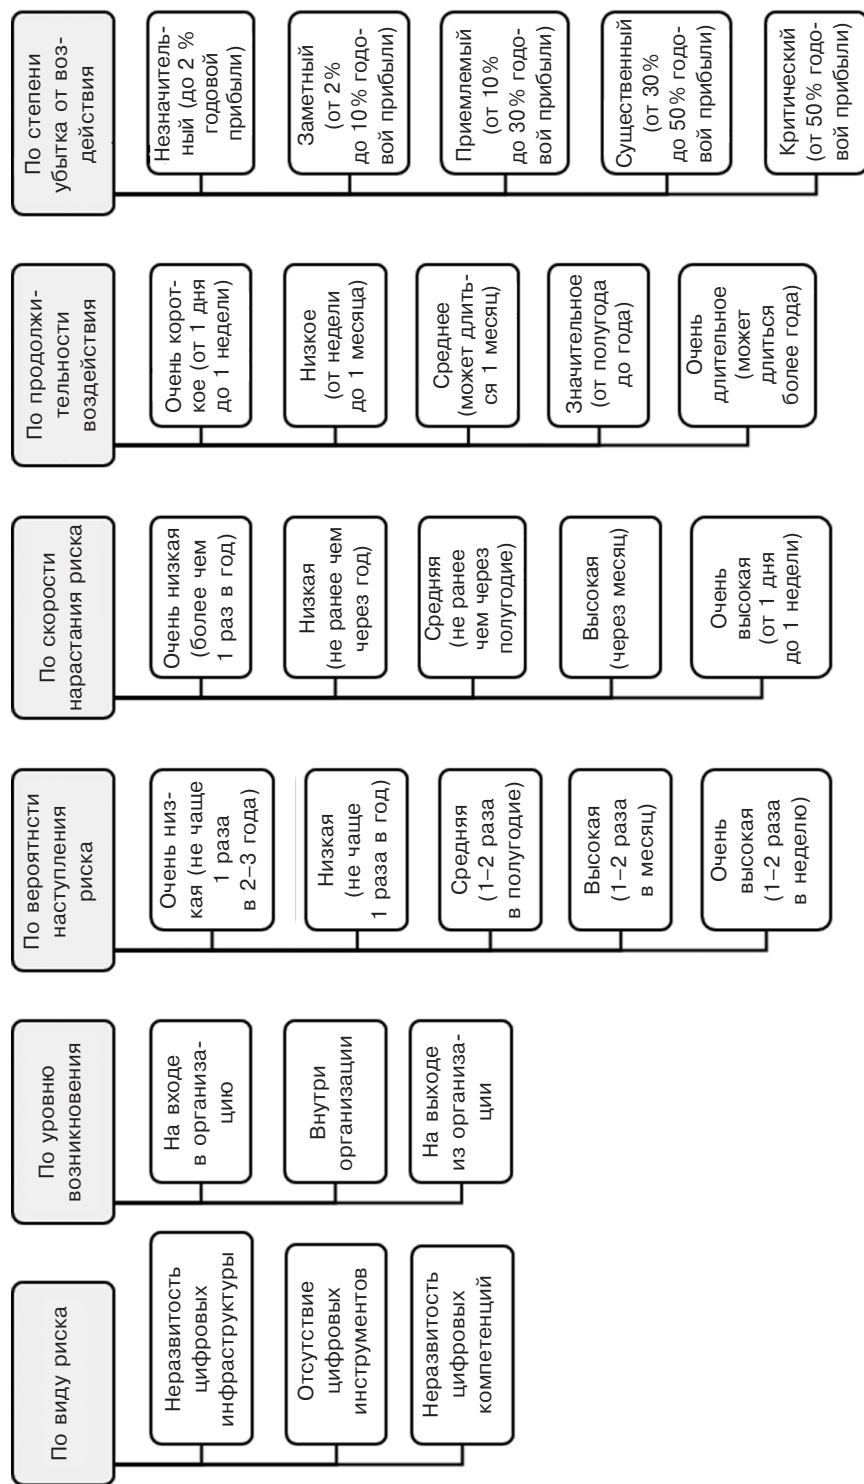 По виду риска
Неразвитость
цифровых
инфраструктуры
Отсутствие
цифровых
инструментов
Неразвитость
цифровых
компетенций
По уровню
возникновения
На входе
в организа-
цию
Внутри
организации
На выходе
из организа-
ции
По вероятнсти
наступления
риска
Очень низ-
кая (не чаще
1 раза
в 2–3 года)
Низкая
(не чаще
1 раза в год)
Средняя
(1–2 раза
в полугодие)
Высокая
(1–2 раза
в месяц)
Очень
высокая
(1–2 раза
в неделю)
По скорости
нарастания риска
Очень низкая
(более чем
1 раз в год)
Низкая
(не ранее чем
через год)
Средняя
(не ранее
чем через
полугодие)
Высокая
(через месяц)
Очень
высокая
(от 1 дня
до 1 недели)
По продолжи-
тельности
воздействия
Очень корот-
кое (от 1 дня
до 1 недели)
Низкое
(от недели
до 1 месяца)
Среднее
(может длить-
ся 1 месяц)
Значительное
(от полугода
до года)
Очень
длительное
(может
длиться
более года)
По степени
убытка от воз-
действия
Незначитель-
ный (до 2 %
годовой
прибыли)
Заметный
(от 2 %
до 10 % годо-
вой прибыли)
Приемлемый
(от 10 %
до 30 % годо-
вой прибыли)
Существенный
(от 30 %
до 50 % годо-
вой прибыли)
Критический
(от 50 % годо-
вой прибыли)